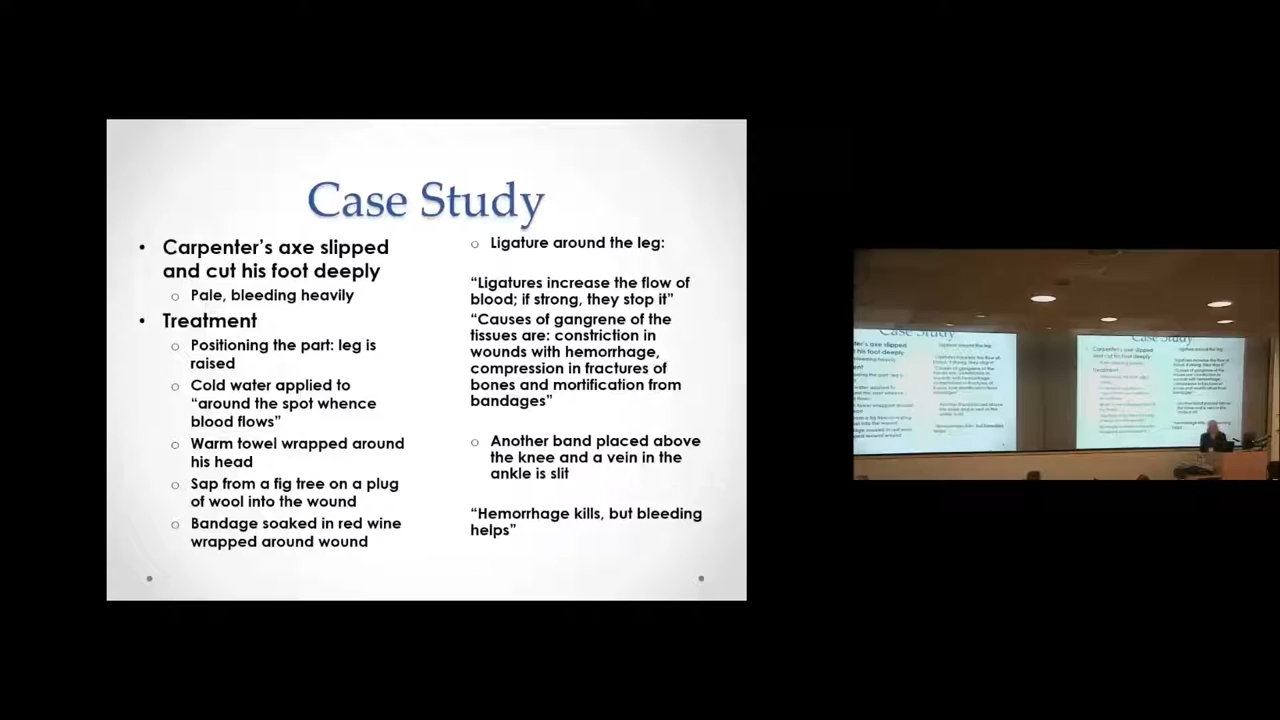 Case Study
• Carpenter's axe slipped
and cut his foot deeply
o Pale, bleeding heavily
• Treatment
o Positioning the part: leg is
raised
o Cold wafer applied to
"around the spot whence
blood flows"
o Warm towel wrapped around
his head
o Sap from a fig tree on a plug
of wool into the wound
o Bandage soaked in red wine
wrapped around wound
o Ligature around the leg:
"Ligatures increase the flow of
blood; if strong, they stop it"
"Causes of gangrene of the
tissues are: constriction in
wounds with hemorrhage,
compression in fractures of
bones and mortification from
bandages"
o Another band placed above
the knee and a vein in the
ankle is slit
"Hemorrhage kills, but bleeding
helps"